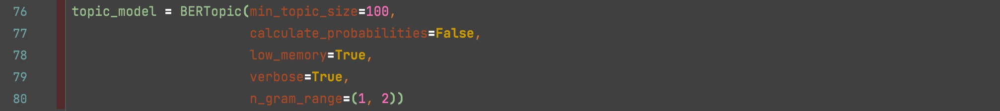 76 topic_model = BERTopic(min_topic_size=100,
77 calculate_probabilities=False,
78 low_memory=True,
79 verbose=True,
80 n_gram_range=(1, 2))